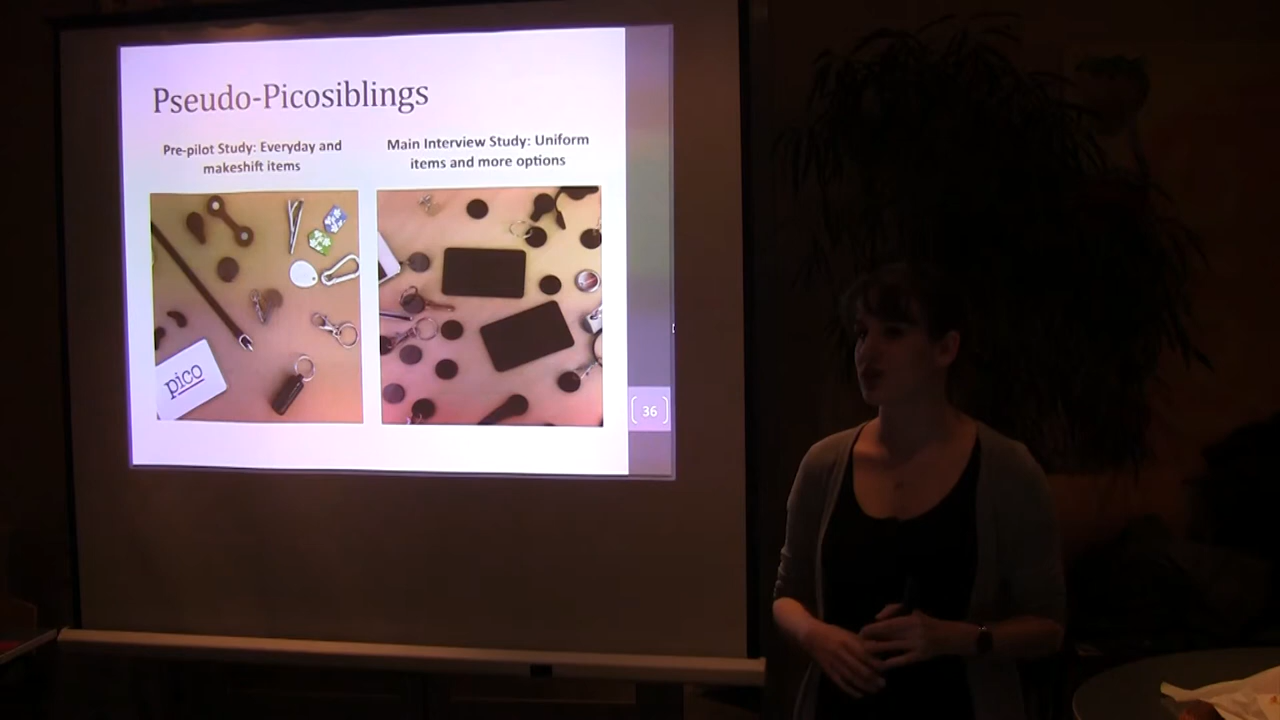 Pseudo-Picosiblings
Pre-pilot Study: Everyday and
makeshift items
Main Interview Study: Uniform
items and more options
pico
36